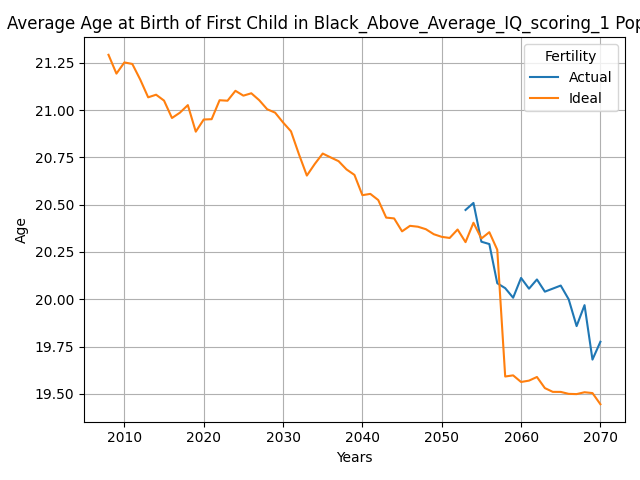 Average Age at Birth of First Child in Black_Above_Average_IQ_scoring_1 Pop
Fertility
Actual
Ideal
21.25
21.00
20.75
20.50
20.25
20.00
19.75
19.50
Age
2010 2020 2030 2040 2050 2060 2070
Years